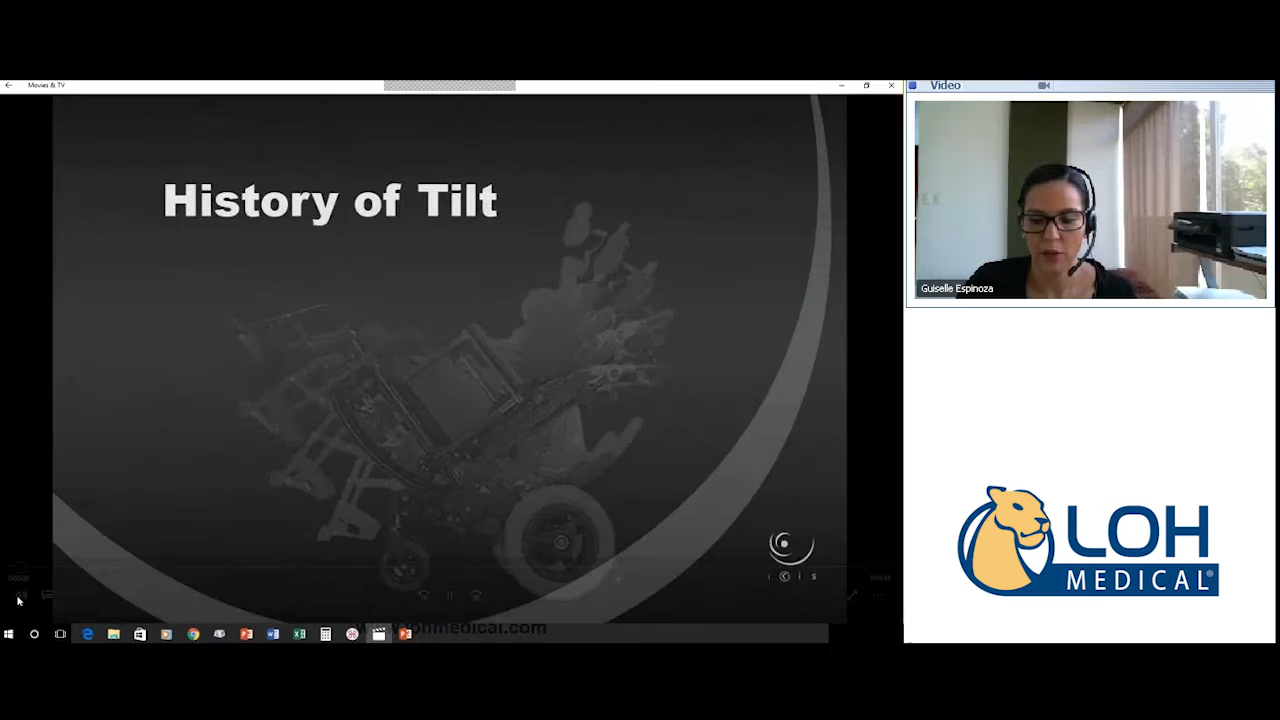 Movies & TV
Video
History of Tilt
Guiselle Espinoza
LOH
MEDICAL®
i r i s